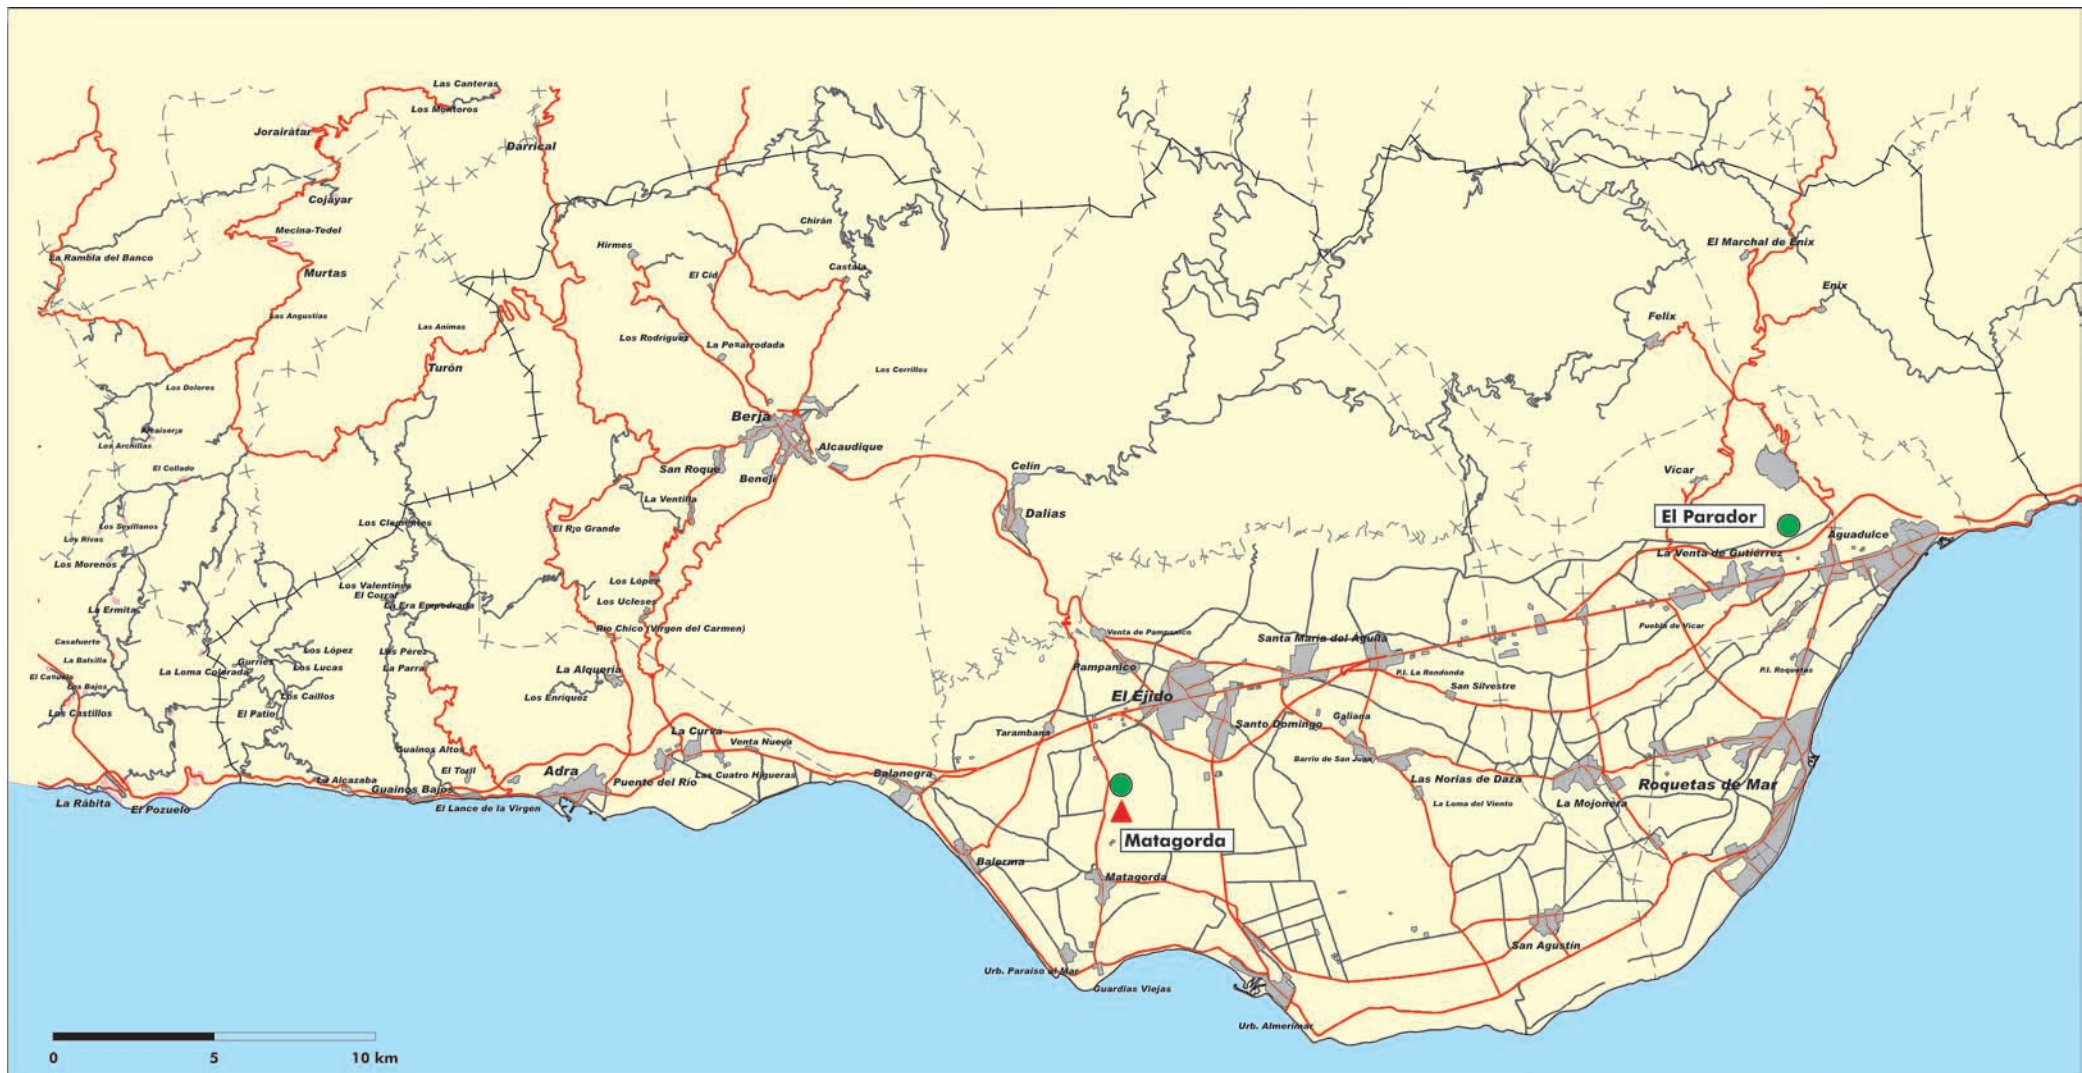 Las Canteras
Los Montoros
Jorairátar
Darrical
Cojáyar
Mecina-Tedel
Chirán
Hirmes
El Marchal de Enix
La Rambla del Banco
Murtas
El Cid
Castala
Enix
Las Angustias
Las Animas
Felix
Los Rodríguez
La Peñarrodada
Turón
Los Cerrillos
Los Dolores
Berja
Los Archillas
Alcaudique
El Collado
San Roque
Benejí
Celín
Vícar
La Ventilla
Dalías
El Parador
Los Sevillanos
Los Clementes
El Rio Grande
Los Rivas
Aguadulce
La Venta de Gutiérrez
Los Morenos
Los Valentines
El Corral
Los López
La Ermita
La Era Empedrada
Los Ucleses
Río Chico (Virgen del Carmen)
Venta de Pampanico
Puebla de Vícar
Casafuerte
Santa María del Águila
La Balsilla
Los López
Los Pérez
Gurriés
Los Lucas
La Parra
La Loma Colorada
La Alquería
Pampanico
P.I. La Rondonda
P.I. Roquetas
El Cañuelo
Los Bajos
San Silvestre
Los Caillos
Los Enríquez
El Ejido
Los Castillos
El Patio
Galiana
Santo Domingo
Tarambana
La Curva
Venta Nueva
Guainos Altos
Barrio de San Juan
El Toril
Adra
Las Cuatro Higueras
Balanegra
La Alcazaba
Puente del Río
Las Norias de Daza
Roquetas de Mar
Guainos Bajos
La Rábita
El Pozuelo
El Lance de la Virgen
La Loma del Viento
La Mojonera
Matagorda
Balerma
Matagorda
San Agustín
Urb. Paraiso al Mar
Guardias Viejas
Urb. Almerimar
0 5 10 km